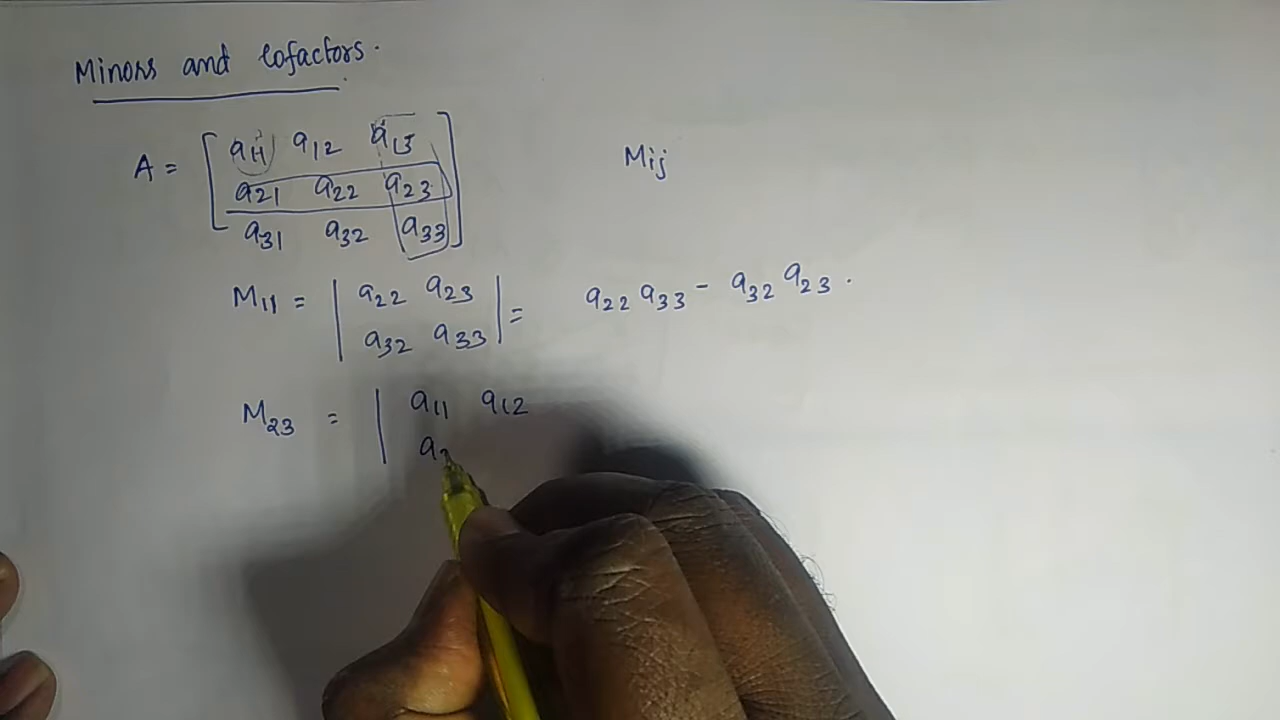 Minors and cofactors.
A = [ a11 a12 a13
a21 a22 a23
a31 a32 a33 ]
Mij
M11 = | a22 a23
a32 a33 | = a22 a33 - a32 a23.
M23 = | a11 a12
a3